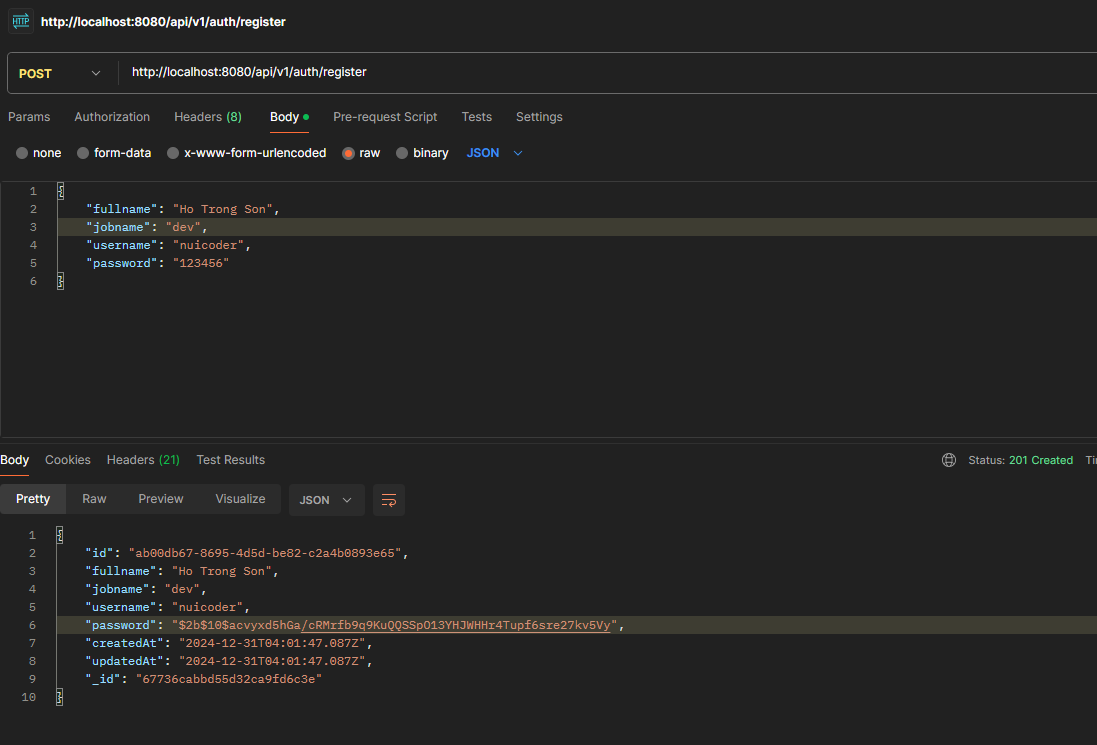 HTTP http://localhost:8080/api/v1/auth/register
POST http://localhost:8080/api/v1/auth/register
Params Authorization Headers (8) Body Pre-request Script Tests Settings
none form-data x-www-form-urlencoded raw binary JSON
1 {
2 "fullname": "Ho Trong Son",
3 "jobname": "dev",
4 "username": "nuicoder",
5 "password": "123456"
6 }
Body Cookies Headers (21) Test Results Status: 201 Created Ti
Pretty Raw Preview Visualize JSON
1 {
2 "id": "ab00db67-8695-4d5d-be82-c2a4b0893e65",
3 "fullname": "Ho Trong Son",
4 "jobname": "dev",
5 "username": "nuicoder",
6 "password": "$2b$10$acvyxd5hGa/cRMrfb9q9KuQQSSpO13YHJWHHr4Tupf6sre27kv5Vy",
7 "createdAt": "2024-12-31T04:01:47.087Z",
8 "updatedAt": "2024-12-31T04:01:47.087Z",
9 "_id": "67736cabbd55d32ca9fd6c3e"
10 }